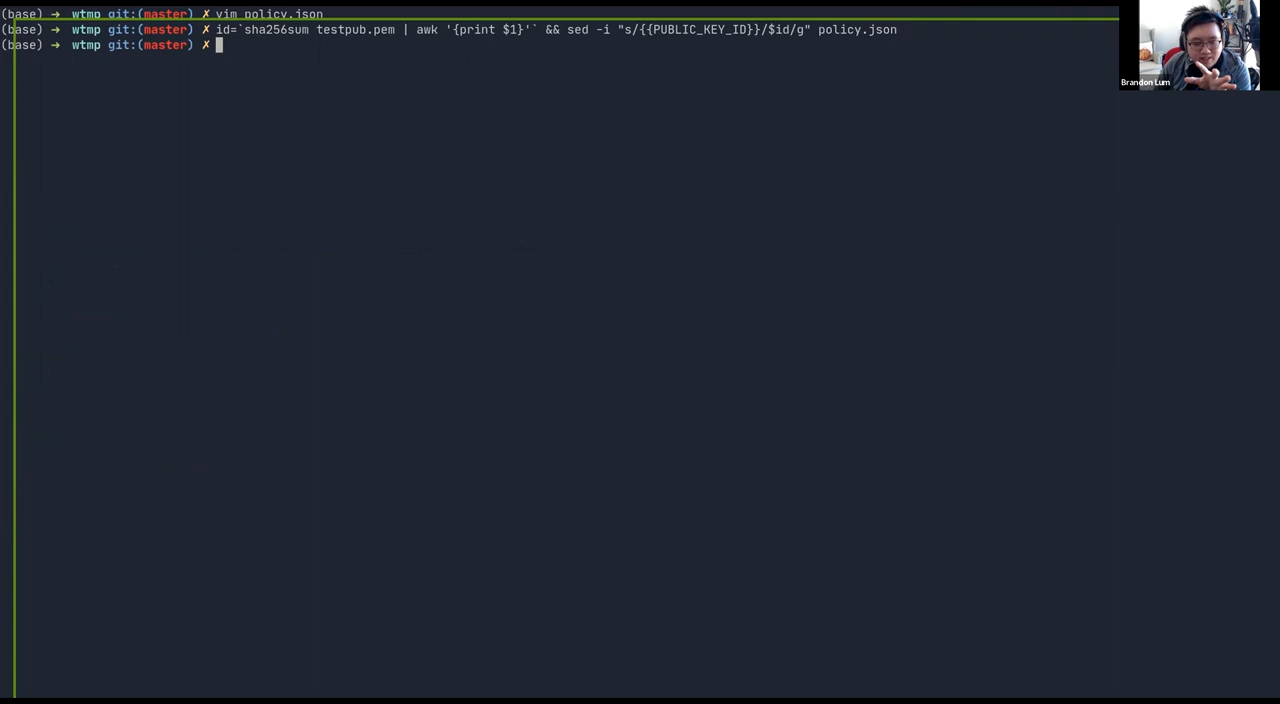 (base) → wtmp git:(master) ✗ vim policy.json
(base) → wtmp git:(master) ✗ id=`sha256sum testpub.pem | awk '{print $1}'` && sed -i "s/{{PUBLIC_KEY_ID}}/$id/g" policy.json
(base) → wtmp git:(master) ✗
Brandon Lum